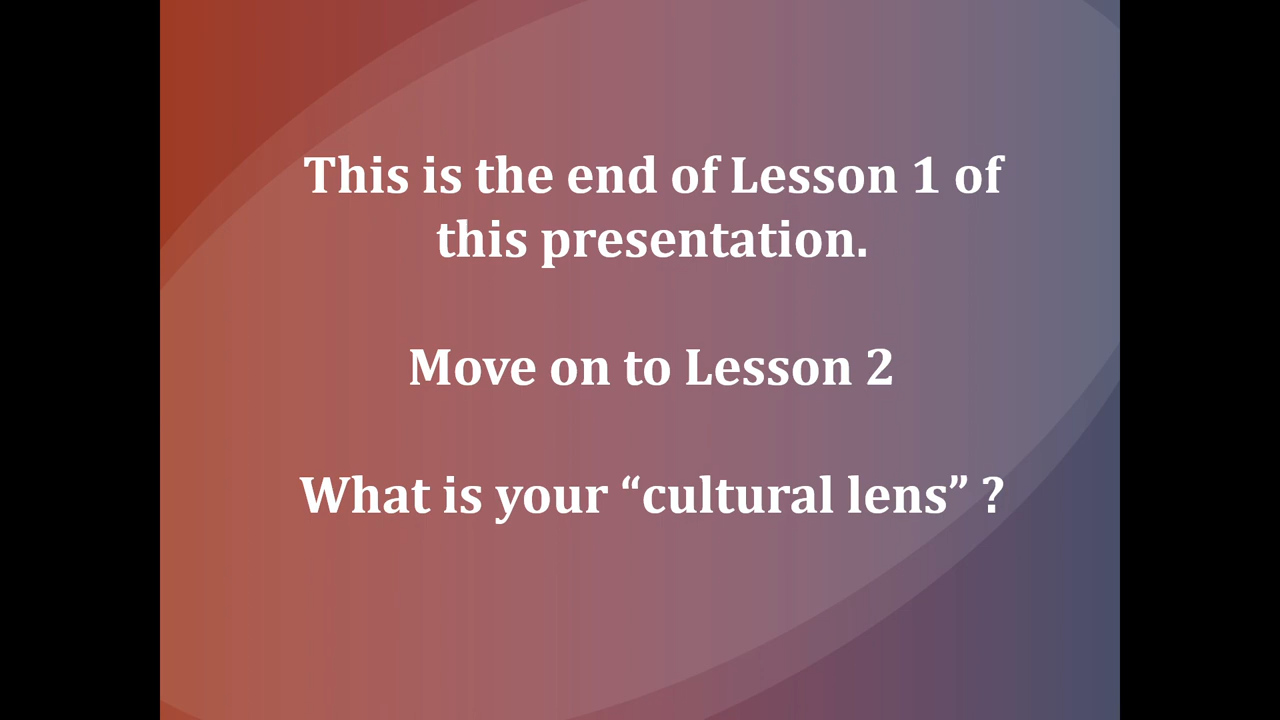 This is the end of Lesson 1 of
this presentation.
Move on to Lesson 2
What is your “cultural lens” ?